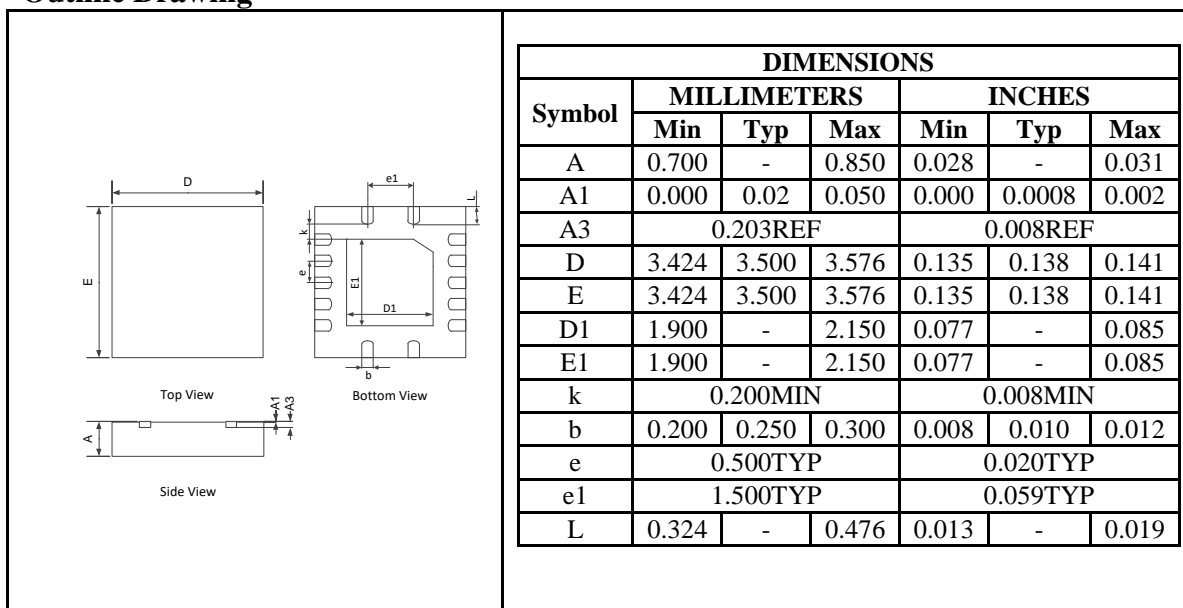 Outline Drawing
D
E
Top View
e1
L
k
e
E1
D1
b
Bottom View
A
A1
A3
Side View
DIMENSIONS
Symbol MILLIMETERS INCHES
Min Typ Max Min Typ Max
A 0.700 - 0.850 0.028 - 0.031
A1 0.000 0.02 0.050 0.000 0.0008 0.002
A3 0.203REF 0.008REF
D 3.424 3.500 3.576 0.135 0.138 0.141
E 3.424 3.500 3.576 0.135 0.138 0.141
D1 1.900 - 2.150 0.077 - 0.085
E1 1.900 - 2.150 0.077 - 0.085
k 0.200MIN 0.008MIN
b 0.200 0.250 0.300 0.008 0.010 0.012
e 0.500TYP 0.020TYP
e1 1.500TYP 0.059TYP
L 0.324 - 0.476 0.013 - 0.019